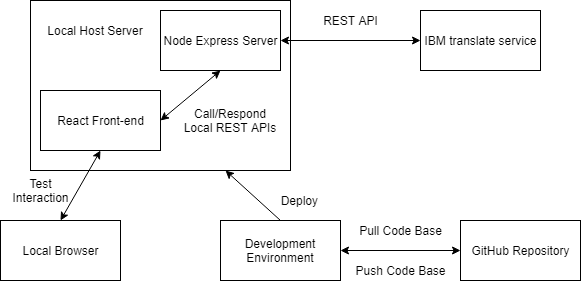 Local Host Server
Node Express Server
REST API
IBM translate service
React Front-end
Call/Respond
Local REST APIs
Test
Interaction
Deploy
Local Browser
Development
Environment
Pull Code Base
Push Code Base
GitHub Repository